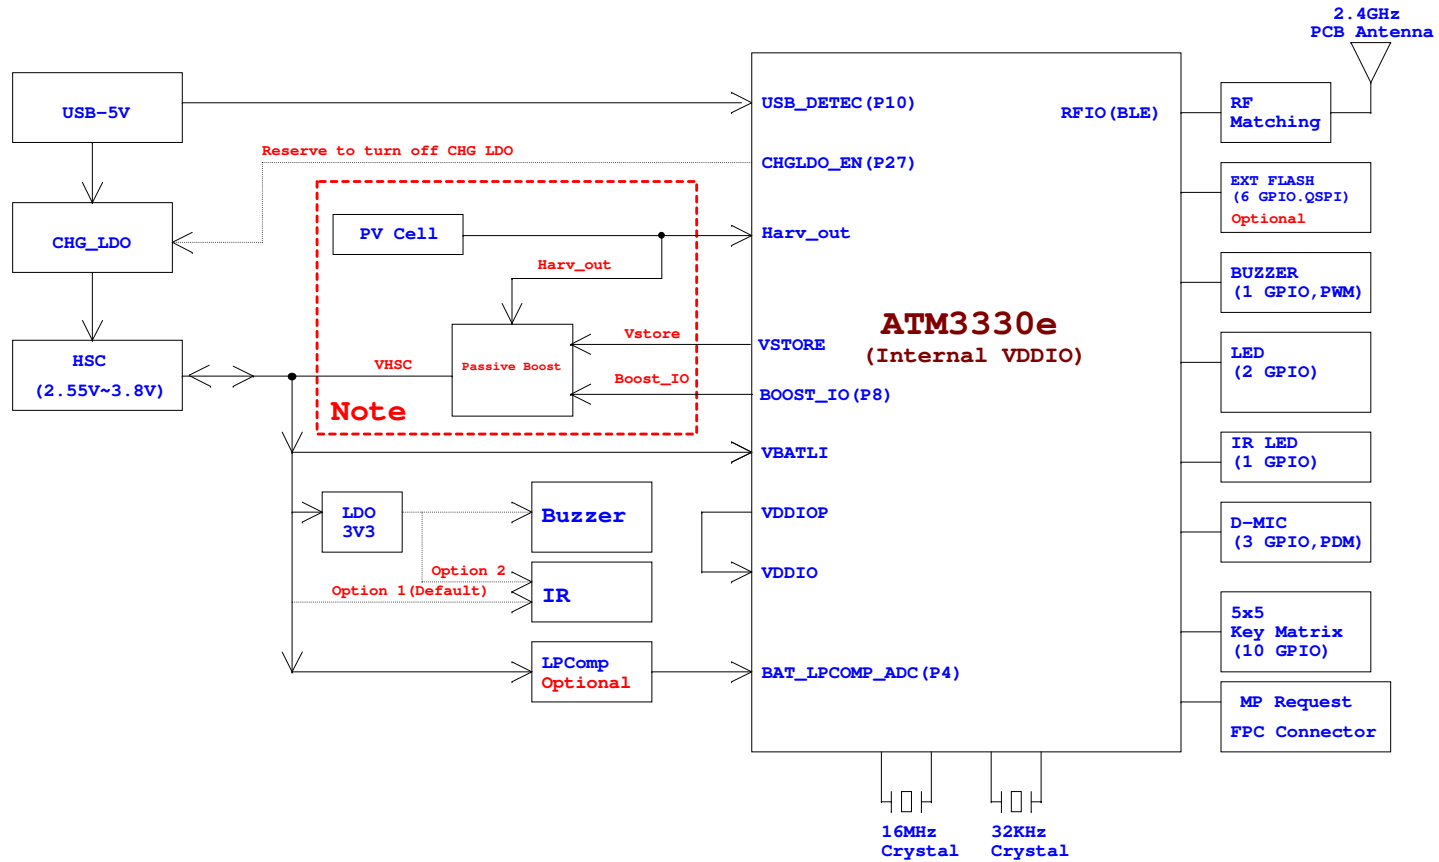 2.4GHz
PCB Antenna
USB-5V
USB_DETEC(P10)
RFIO(BLE)
RF
Matching
Reserve to turn off CHG LDO
CHGLDO_EN(P27)
EXT FLASH
(6 GPIO.QSPI)
Optional
CHG_LDO
PV Cell
Harv_out
Harv_out
BUZZER
(1 GPIO,PWM)
ATM3330e
(Internal VDDIO)
HSC
(2.55V~3.8V)
VHSC
Passive Boost
Vstore
VSTORE
Boost_IO
BOOST_IO(P8)
Note
LED
(2 GPIO)
VBATLI
IR LED
(1 GPIO)
LDO
3V3
Buzzer
VDDIOP
D-MIC
(3 GPIO,PDM)
Option 2
Option 1(Default)
IR
VDDIO
5x5
Key Matrix
(10 GPIO)
LPComp
Optional
BAT_LPCOMP_ADC(P4)
MP Request
FPC Connector
16MHz
Crystal
32KHz
Crystal